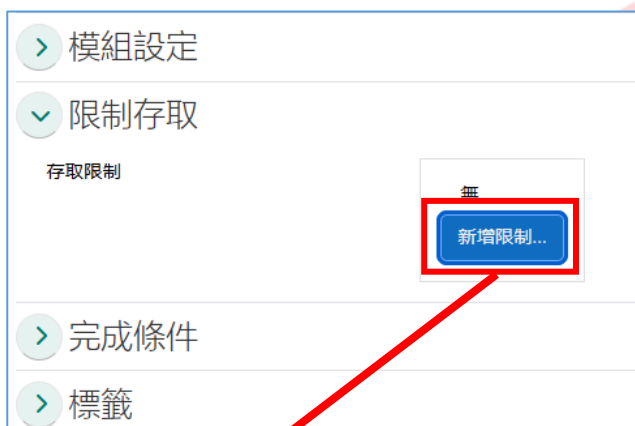 模組設定
限制存取
存取限制
無
新增限制...
完成條件
標籤